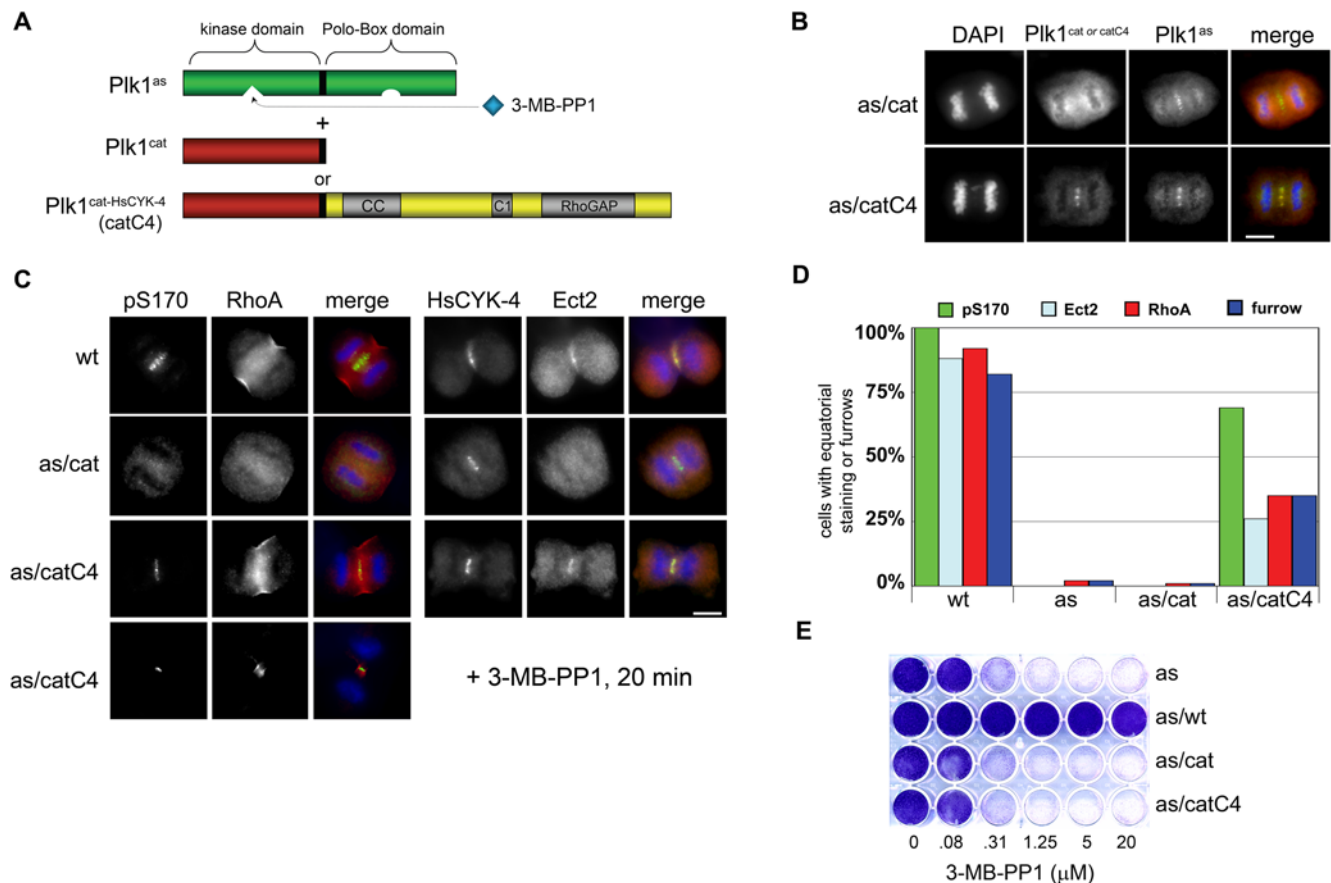 A
kinase domain
Polo-Box domain
Plk1as
3-MB-PP1
+
Plk1cat
or
Plk1cat-HsCYK-4
(catC4)
CC
C1
RhoGAP
B
DAPI
Plk1cat or catC4
Plk1as
merge
as/cat
as/catC4
C
pS170
RhoA
merge
HsCYK-4
Ect2
merge
wt
as/cat
as/catC4
as/catC4
+ 3-MB-PP1, 20 min
D
pS170
Ect2
RhoA
furrow
cells with equatorial
staining or furrows
100%
75%
50%
25%
0%
wt
as
as/cat
as/catC4
E
as
as/wt
as/cat
as/catC4
0 .08 .31 1.25 5 20
3-MB-PP1 (μM)